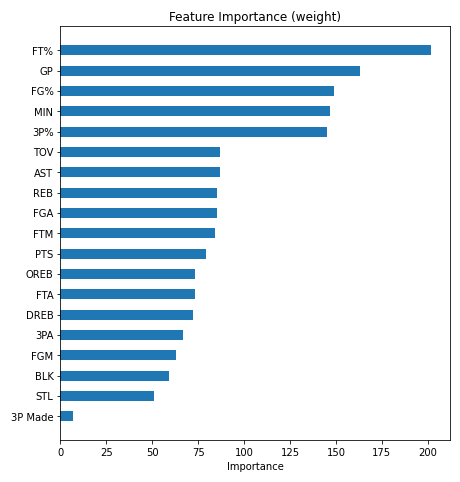 Feature Importance (weight)
FT%
GP
FG%
MIN
3P%
TOV
AST
REB
FGA
FTM
PTS
OREB
FTA
DREB
3PA
FGM
BLK
STL
3P Made
0 25 50 75 100 125 150 175 200
Importance